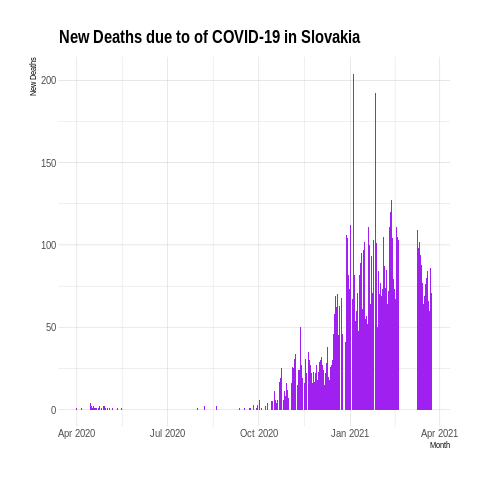 New Deaths due to of COVID-19 in Slovakia
New Deaths
200
150
100
50
0
Apr 2020 Jul 2020 Oct 2020 Jan 2021 Apr 2021
Month